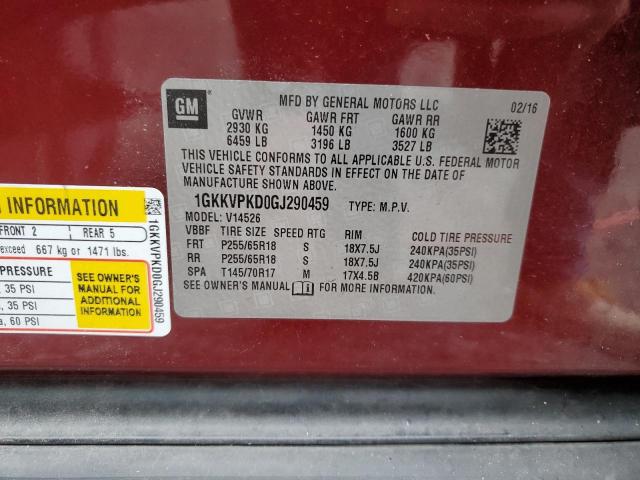 GM
MFD BY GENERAL MOTORS LLC 02/16
GVWR GAWR FRT GAWR RR
2930 KG 1450 KG 1600 KG
6459 LB 3196 LB 3527 LB
THIS VEHICLE CONFORMS TO ALL APPLICABLE U.S. FEDERAL MOTOR
VEHICLE SAFETY STANDARDS IN EFFECT ON THE DATE OF
MANUFACTURE SHOWN ABOVE.
1GKKVPKD0GJ290459 TYPE: M.P.V.
MODEL: V14526
VBBF TIRE SIZE SPEED RTG RIM COLD TIRE PRESSURE
FRT P255/65R18 S 18X7.5J 240KPA(35PSI)
RR P255/65R18 S 18X7.5J 240KPA(35PSI)
SPA T145/70R17 M 17X4.5B 420KPA(60PSI)
SEE OWNER'S MANUAL FOR MORE INFORMATION.
INFORMATION
FRONT 2 REAR 5
exceed 667 kg or 1471 lbs.
PRESSURE
, 35 PSI
a, 35 PSI
a, 60 PSI
SEE OWNER'S
MANUAL FOR
ADDITIONAL
INFORMATION
1GKKVPKD0GJ290459